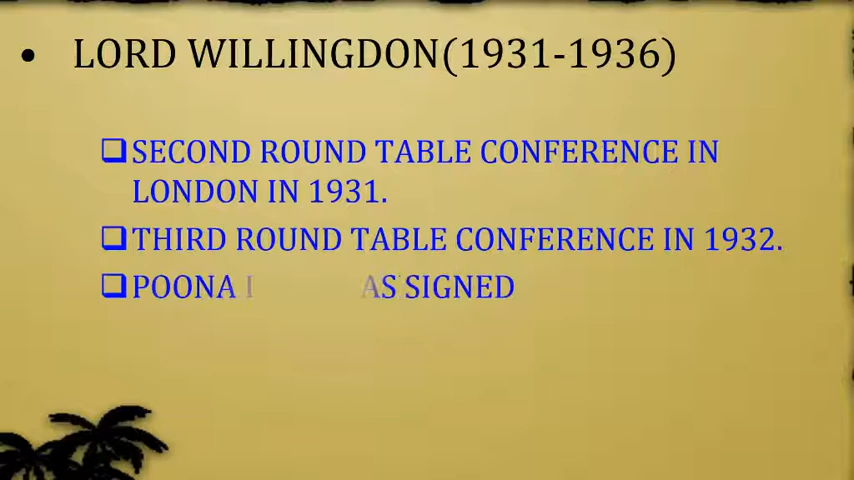 • LORD WILLINGDON(1931-1936)
❑SECOND ROUND TABLE CONFERENCE IN
LONDON IN 1931.
❑THIRD ROUND TABLE CONFERENCE IN 1932.
❑POONA AS SIGNED